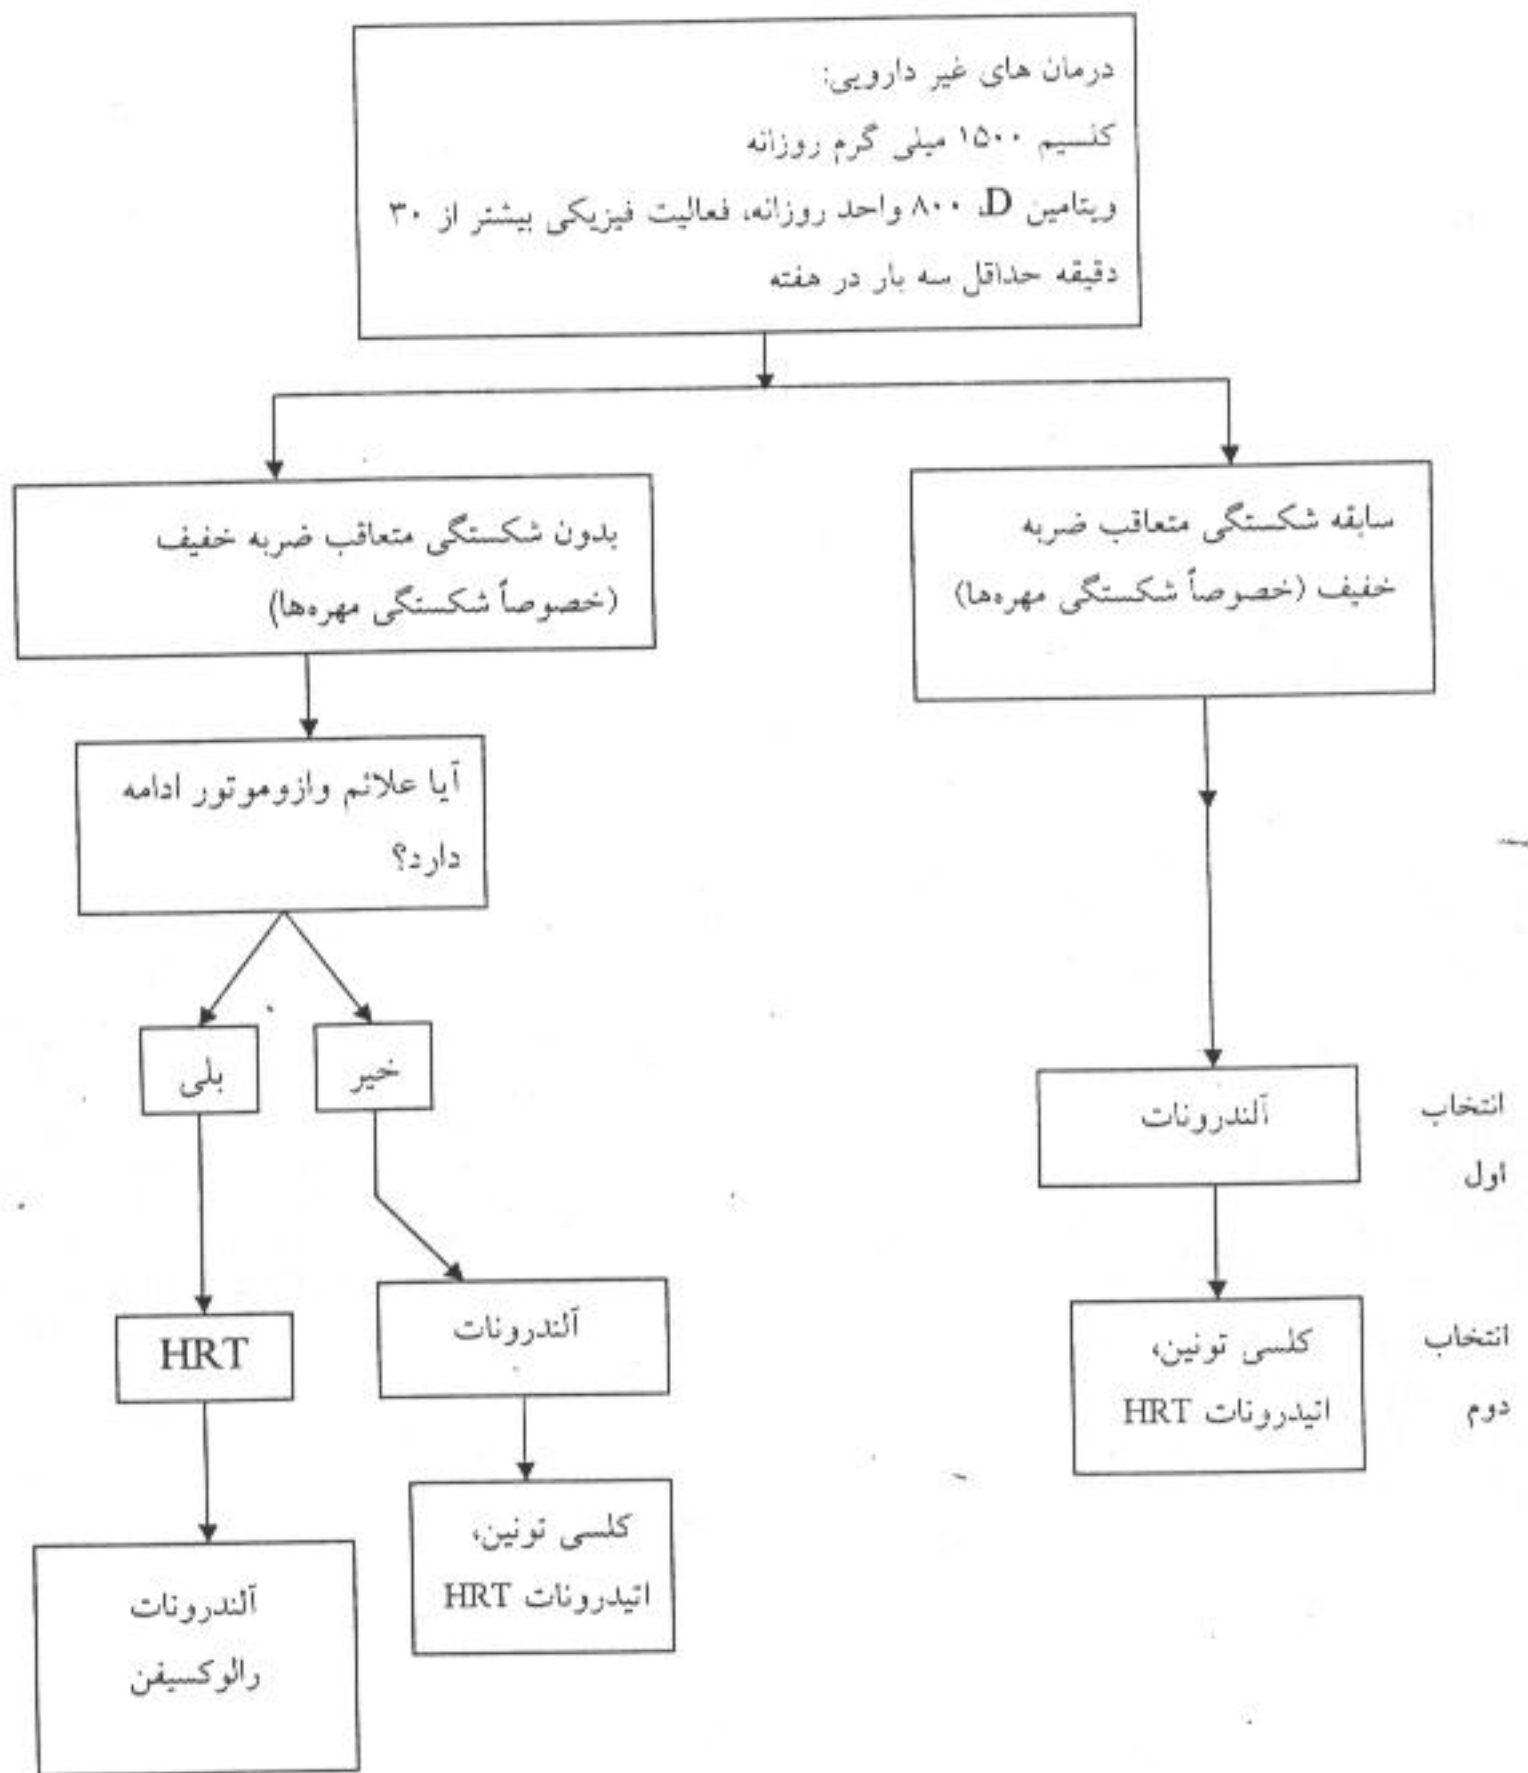 درمان های غیر دارویی:
کلسیم ۱۵۰۰ میلی گرم روزانه
ویتامین D، ۸۰۰ واحد روزانه، فعالیت فیزیکی بیشتر از ۳۰
دقیقه حداقل سه بار در هفته
سابقه شکستگی متعاقب ضربه
خفیف (خصوصاً شکستگی مهره‌ها)
بدون شکستگی متعاقب ضربه خفیف
(خصوصاً شکستگی مهره‌ها)
آیا علائم وازوموتور ادامه
دارد؟
خیر
بلی
انتخاب
اول
آلندرونات
انتخاب
دوم
کلسی تونین،
اتیدرونات HRT
آلندرونات
کلسی تونین،
اتیدرونات HRT
HRT
آلندرونات
رالوکسیفن